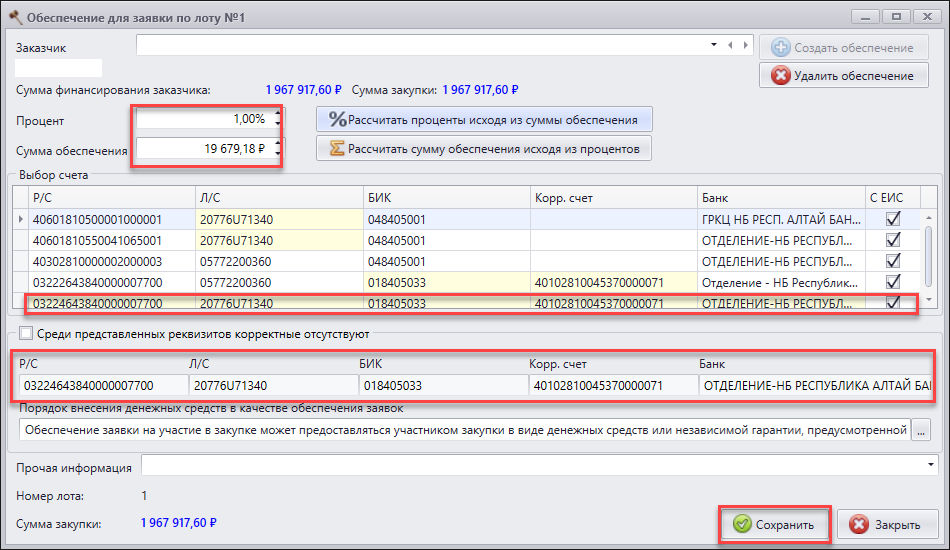 Обеспечение для заявки по лоту №1
Заказчик
Создать обеспечение
Удалить обеспечение
Сумма финансирования заказчика: 1 967 917,60 ₽ Сумма закупки: 1 967 917,60 ₽
Процент 1,00% % Рассчитать проценты исходя из суммы обеспечения
Сумма обеспечения 19 679,18 ₽ Рассчитать сумму обеспечения исходя из процентов
Выбор счета
Р/С Л/С БИК Корр. счет Банк С ЕИС
40601810500001000001 20776U71340 048405001 ГРКЦ НБ РЕСП. АЛТАЙ БАН...
40601810550041065001 20776U71340 048405001 ОТДЕЛЕНИЕ-НБ РЕСПУБЛ...
40302810000002000003 05772200360 048405001 ОТДЕЛЕНИЕ-НБ РЕСПУБЛ...
03224643840000007700 05772200360 018405033 40102810045370000071 Отделение - НБ Республик...
03224643840000007700 20776U71340 018405033 40102810045370000071 ОТДЕЛЕНИЕ-НБ РЕСПУБЛ...
Среди представленных реквизитов корректные отсутствуют
Р/С Л/С БИК Корр. счет Банк
03224643840000007700 20776U71340 018405033 40102810045370000071 ОТДЕЛЕНИЕ-НБ РЕСПУБЛИКА АЛТАЙ БАН
Порядок внесения денежных средств в качестве обеспечения заявок
Обеспечение заявки на участие в закупке может предоставляться участником закупки в виде денежных средств или независимой гарантии, предусмотренной ...
Прочая информация
Номер лота: 1
Сумма закупки: 1 967 917,60 ₽
Сохранить Закрыть